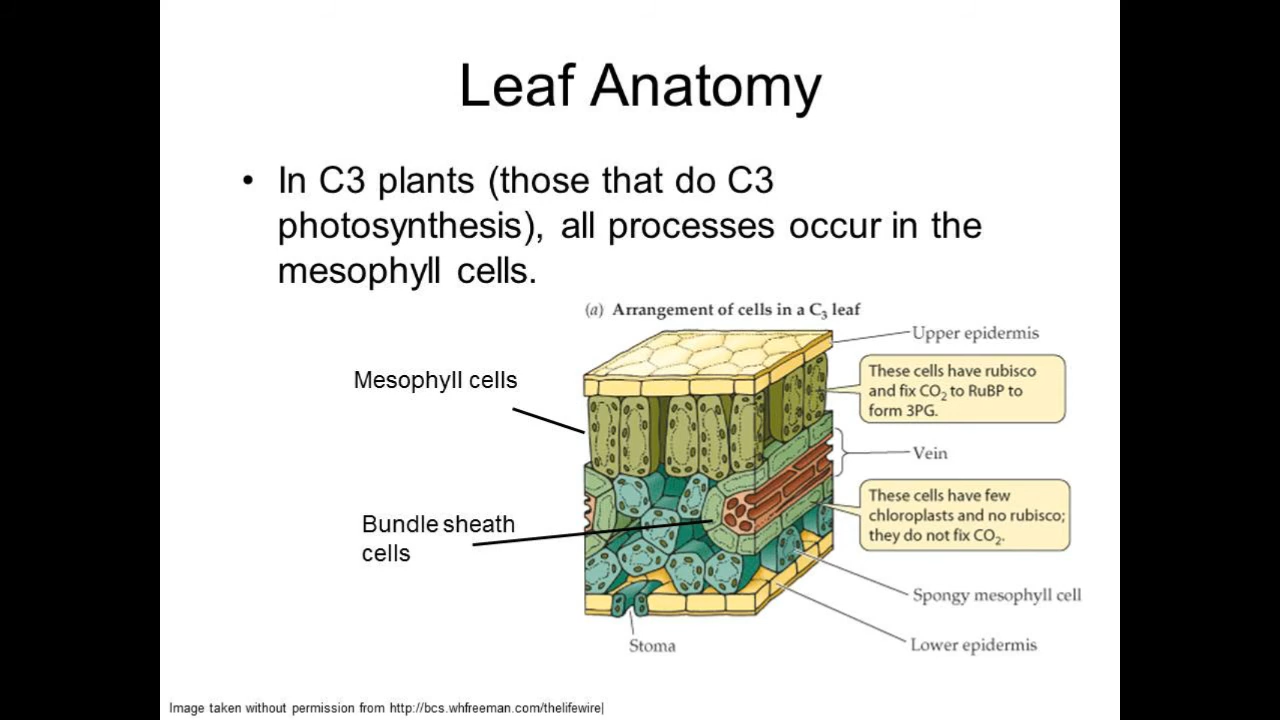 Leaf Anatomy
• In C3 plants (those that do C3
photosynthesis), all processes occur in the
mesophyll cells.
(a) Arrangement of cells in a C₃ leaf
Upper epidermis
Mesophyll cells
These cells have rubisco
and fix CO₂ to RuBP to
form 3PG.
Vein
These cells have few
chloroplasts and no rubisco;
they do not fix CO₂.
Bundle sheath
cells
Spongy mesophyll cell
Lower epidermis
Stoma
Image taken without permission from http://bcs.whfreeman.com/thelifewire|